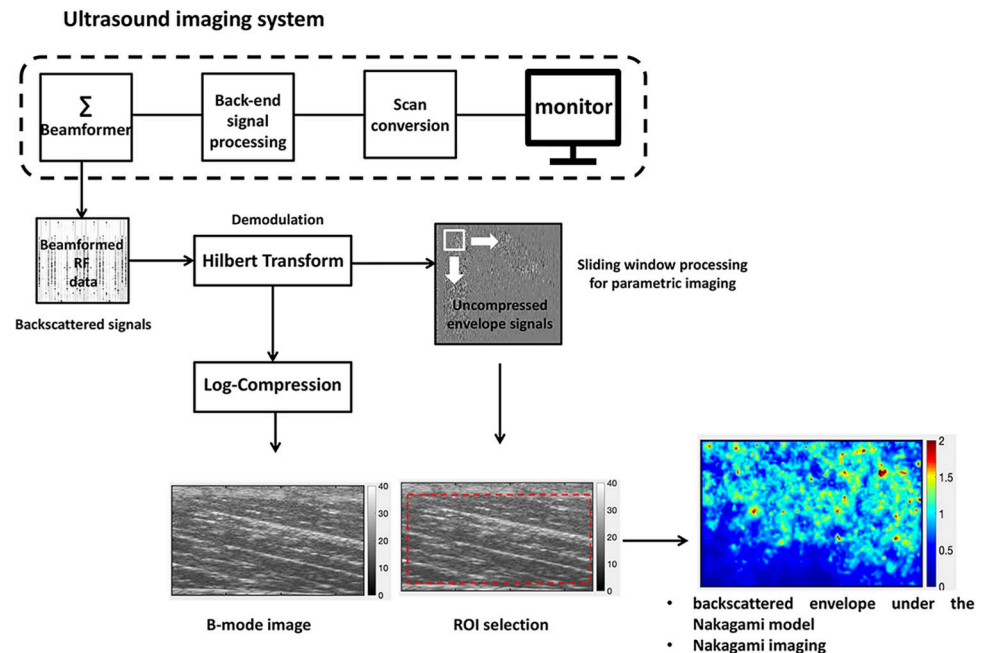 Ultrasound imaging system
Σ
Beamformer
Back-end
signal
processing
Scan
conversion
monitor
Beamformed
RF
data
Backscattered signals
Demodulation
Hilbert Transform
Uncompressed
envelope signals
Sliding window processing
for parametric imaging
Log-Compression
40
30
20
10
0
B-mode image
40
30
20
10
0
ROI selection
2
1.5
1
0.5
0
• backscattered envelope under the
Nakagami model
• Nakagami imaging